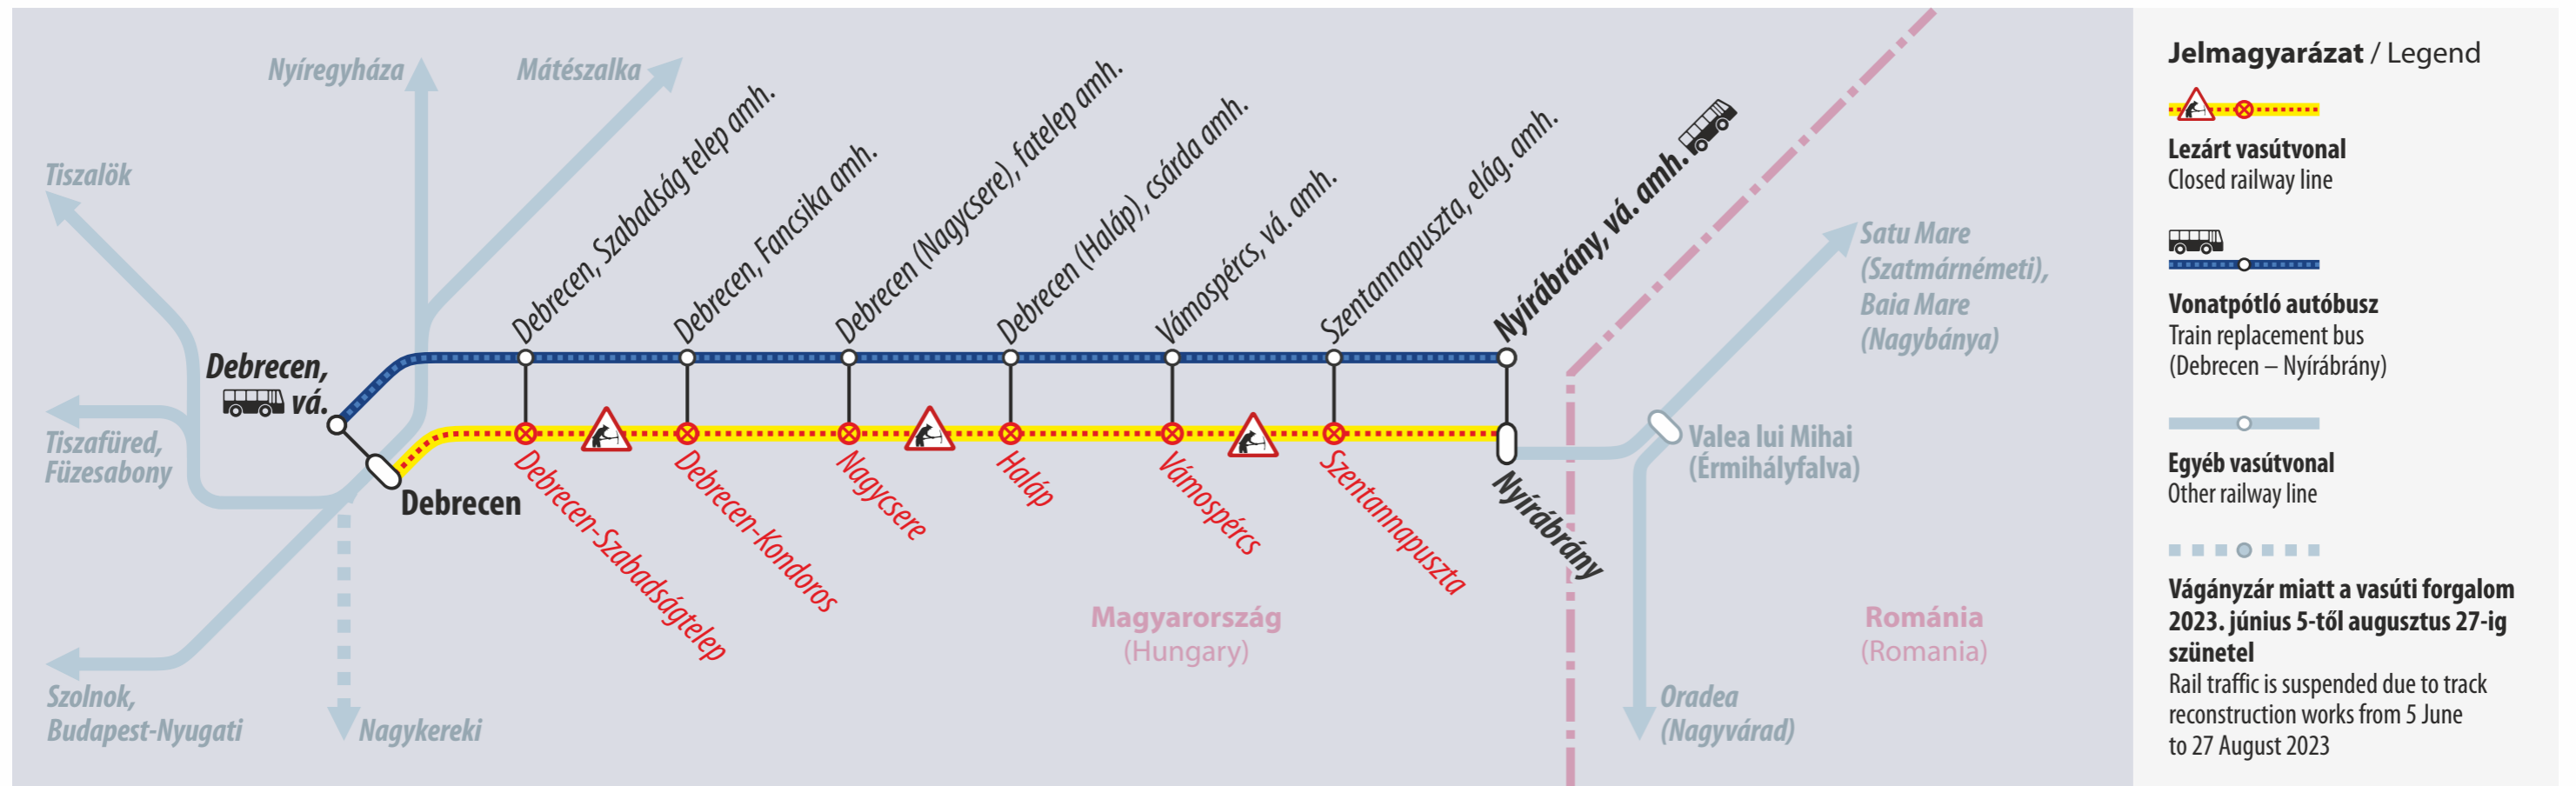 Nyíregyháza
Mátészalka
Tiszalök
Tiszafüred,
Füzesabony
Szolnok,
Budapest-Nyugati
Nagykereki
Debrecen,
vá.
Debrecen
Debrecen, Szabadság telep amh.
Debrecen, Fancsika amh.
Debrecen (Nagycsere), fatelep amh.
Debrecen (Haláp), csárda amh.
Vámospércs, vá. amh.
Szentannapuszta, elág. amh.
Nyírábrány, vá. amh.
Debrecen-Szabadságtelep
Debrecen-Kondoros
Nagycsere
Haláp
Vámospércs
Szentannapuszta
Nyírábrány
Magyarország
(Hungary)
Románia
(Romania)
Satu Mare
(Szatmárnémeti),
Baia Mare
(Nagybánya)
Valea lui Mihai
(Érmihályfalva)
Oradea
(Nagyvárad)
Jelmagyarázat / Legend
Lezárt vasútvonal
Closed railway line
Vonatpótló autóbusz
Train replacement bus
(Debrecen – Nyírábrány)
Egyéb vasútvonal
Other railway line
Vágányzár miatt a vasúti forgalom
2023. június 5-től augusztus 27-ig
szünetel
Rail traffic is suspended due to track
reconstruction works from 5 June
to 27 August 2023